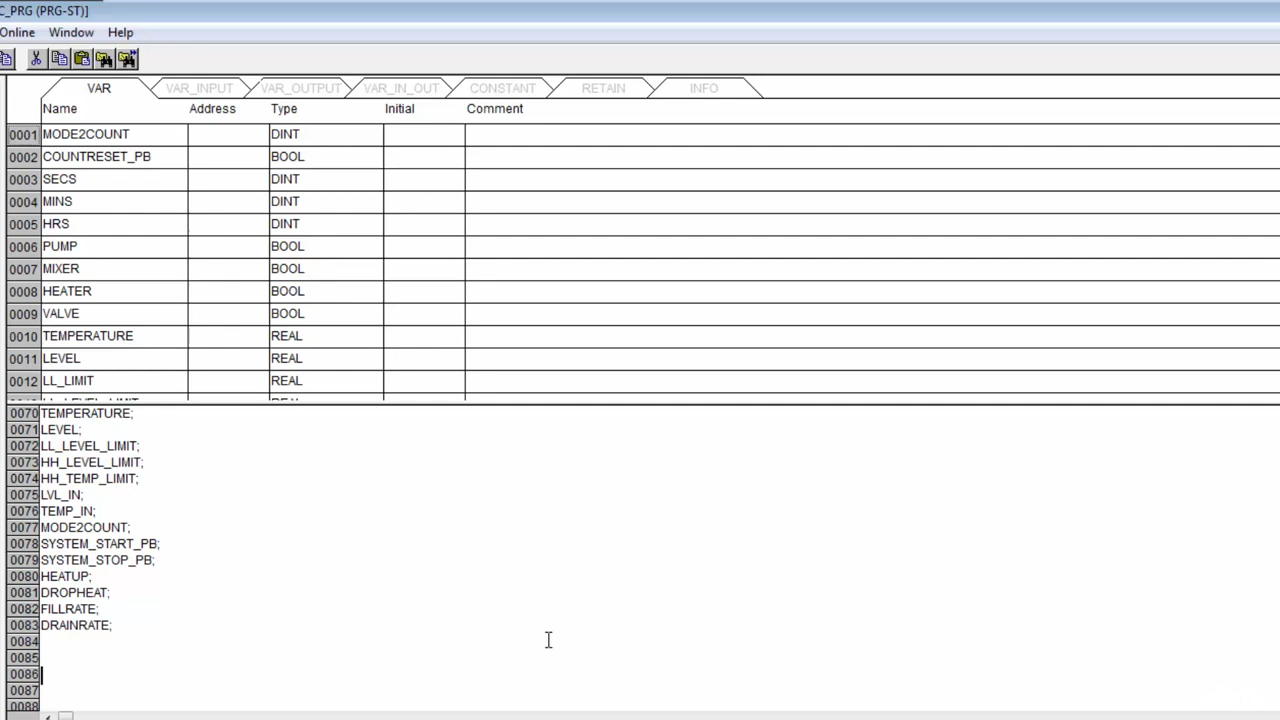 C_PRG (PRG-ST)]
Online Window Help
VAR VAR_INPUT VAR_OUTPUT VAR_IN_OUT CONSTANT RETAIN INFO
Name Address Type Initial Comment
0001 MODE2COUNT DINT
0002 COUNTRESET_PB BOOL
0003 SECS DINT
0004 MINS DINT
0005 HRS DINT
0006 PUMP BOOL
0007 MIXER BOOL
0008 HEATER BOOL
0009 VALVE BOOL
0010 TEMPERATURE REAL
0011 LEVEL REAL
0012 LL_LIMIT REAL
0070 TEMPERATURE;
0071 LEVEL;
0072 LL_LEVEL_LIMIT;
0073 HH_LEVEL_LIMIT;
0074 HH_TEMP_LIMIT;
0075 LVL_IN;
0076 TEMP_IN;
0077 MODE2COUNT;
0078 SYSTEM_START_PB;
0079 SYSTEM_STOP_PB;
0080 HEATUP;
0081 DROPHEAT;
0082 FILLRATE;
0083 DRAINRATE;
0084
0085
0086
0087
0088